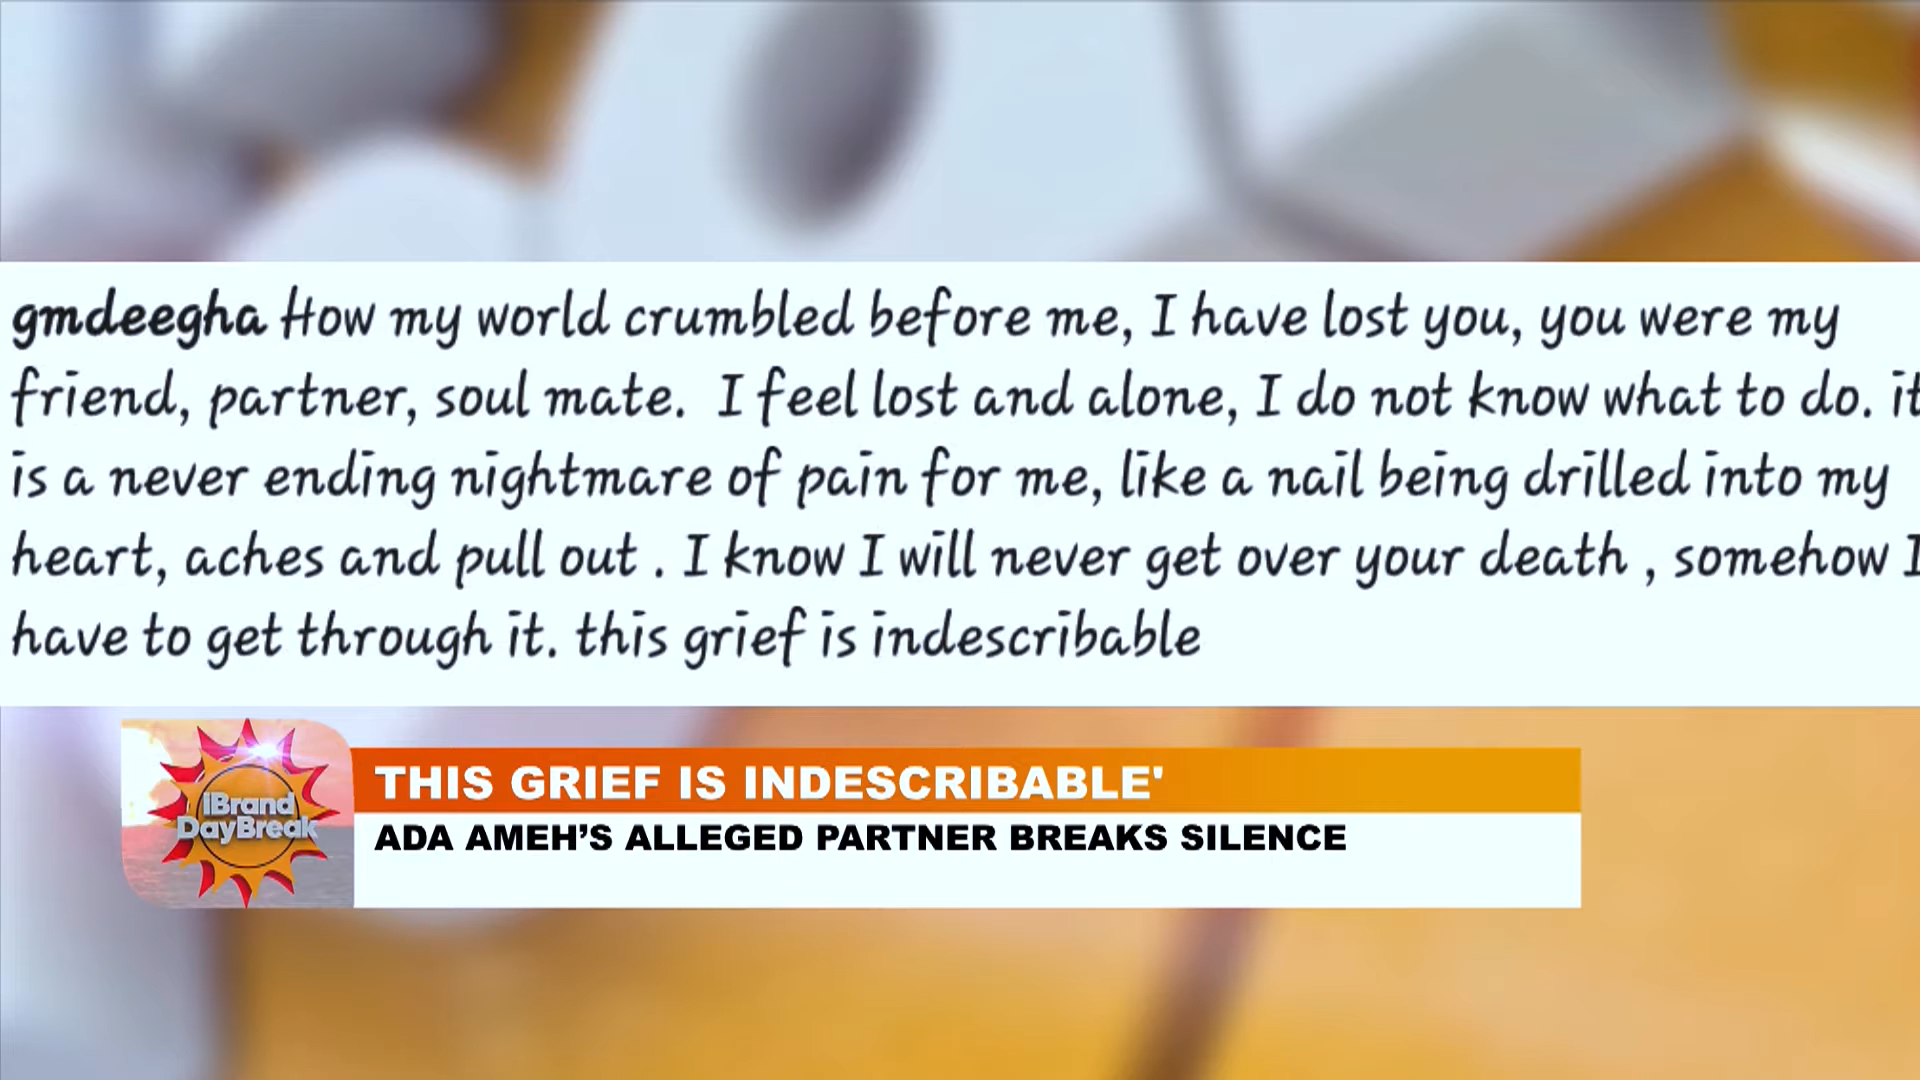 gmdeegha How my world crumbled before me, I have lost you, you were my
friend, partner, soul mate. I feel lost and alone, I do not know what to do. it
is a never ending nightmare of pain for me, like a nail being drilled into my
heart, aches and pull out . I know I will never get over your death , somehow I
have to get through it. this grief is indescribable
IBrand
DayBreak
THIS GRIEF IS INDESCRIBABLE'
ADA AMEH’S ALLEGED PARTNER BREAKS SILENCE